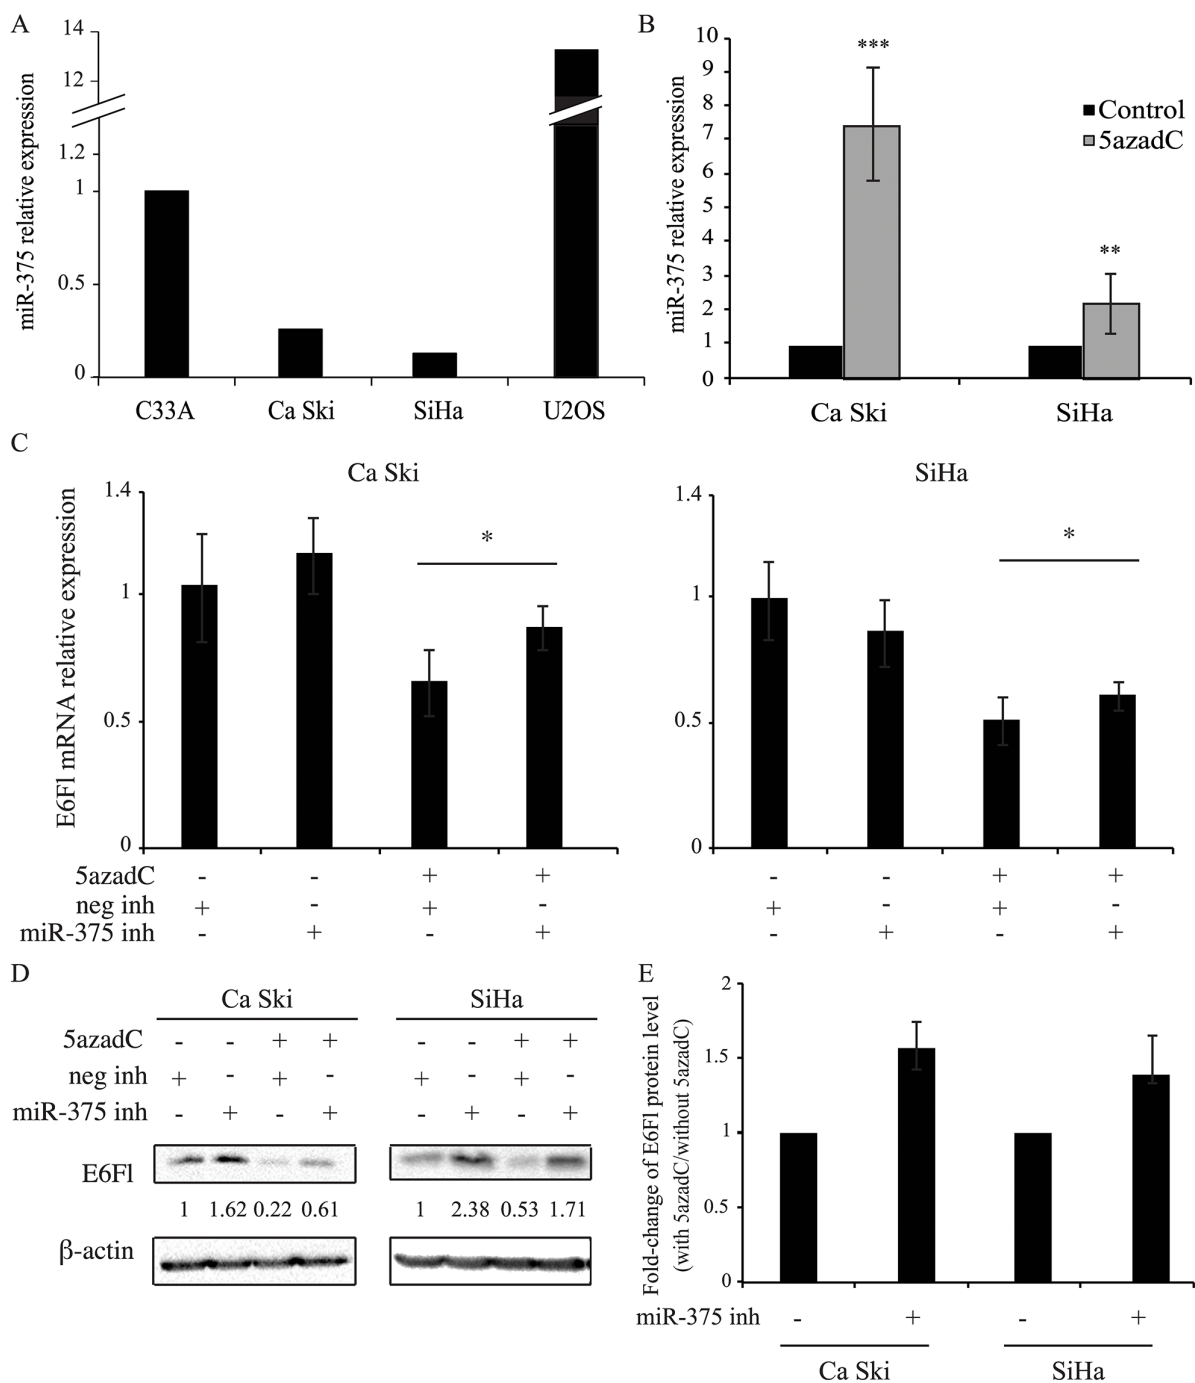 A
miR-375 relative expression
14
12
1.2
1
0.5
0
C33A Ca Ski SiHa U2OS
B
miR-375 relative expression
10
9
8
7
6
5
4
3
2
1
0
***
**
Control
5azadC
Ca Ski SiHa
C
Ca Ski
E6Fl mRNA relative expression
1.4
1
0.5
0
*
SiHa
1.4
1
0.5
0
*
5azadC - - + + - - + +
neg inh + - + - + - + -
miR-375 inh - + - + - + - +
D
Ca Ski SiHa
5azadC - - + + - - + +
neg inh + - + - + - + -
miR-375 inh - + - + - + - +
E6Fl
1 1.62 0.22 0.61 1 2.38 0.53 1.71
β-actin
E
Fold-change of E6Fl protein level
(with 5azadC/without 5azadC)
2
1.5
1
0.5
0
miR-375 inh - + - +
Ca Ski SiHa